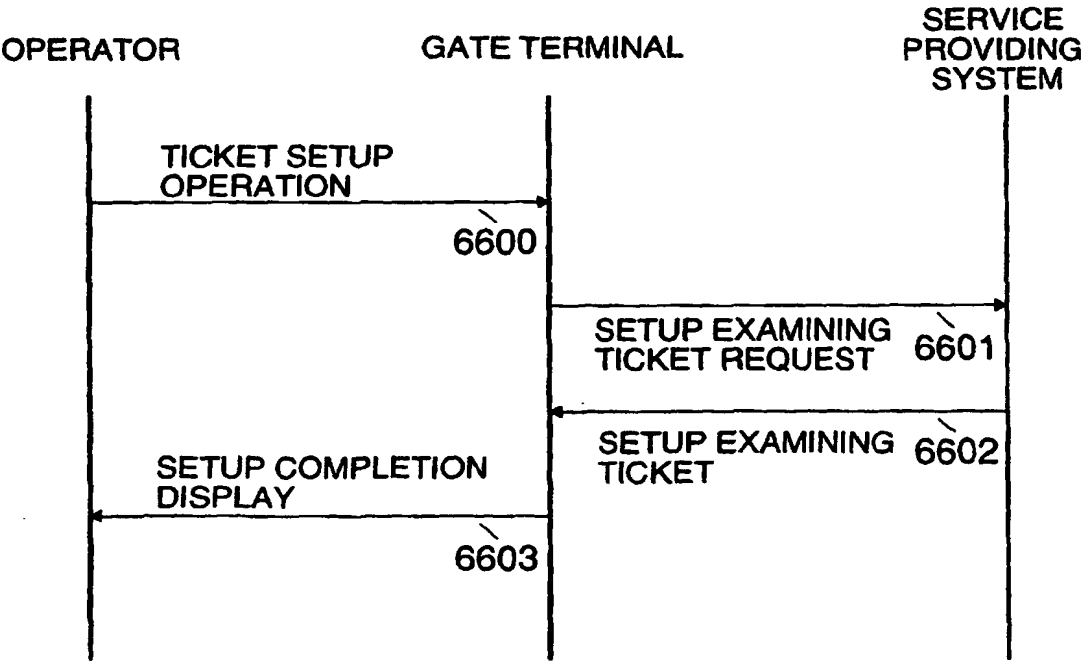 OPERATOR
GATE TERMINAL
SERVICE
PROVIDING
SYSTEM
TICKET SETUP
OPERATION
6600
SETUP EXAMINING
TICKET REQUEST
6601
SETUP EXAMINING
TICKET
6602
SETUP COMPLETION
DISPLAY
6603